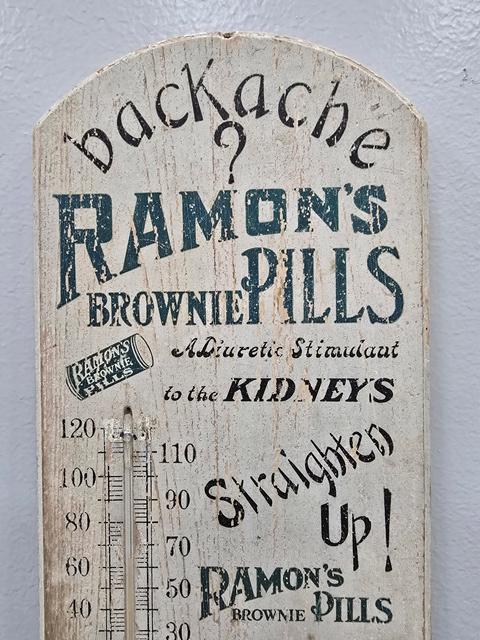 backache
?
RAMON'S
BROWNIE PILLS
A Diuretic Stimulant
to the KIDNEYS
RAMON'S
BROWNIE
PILLS
Straighten
Up!
RAMON'S
BROWNIE PILLS
120
110
100
90
80
70
60
50
40
30